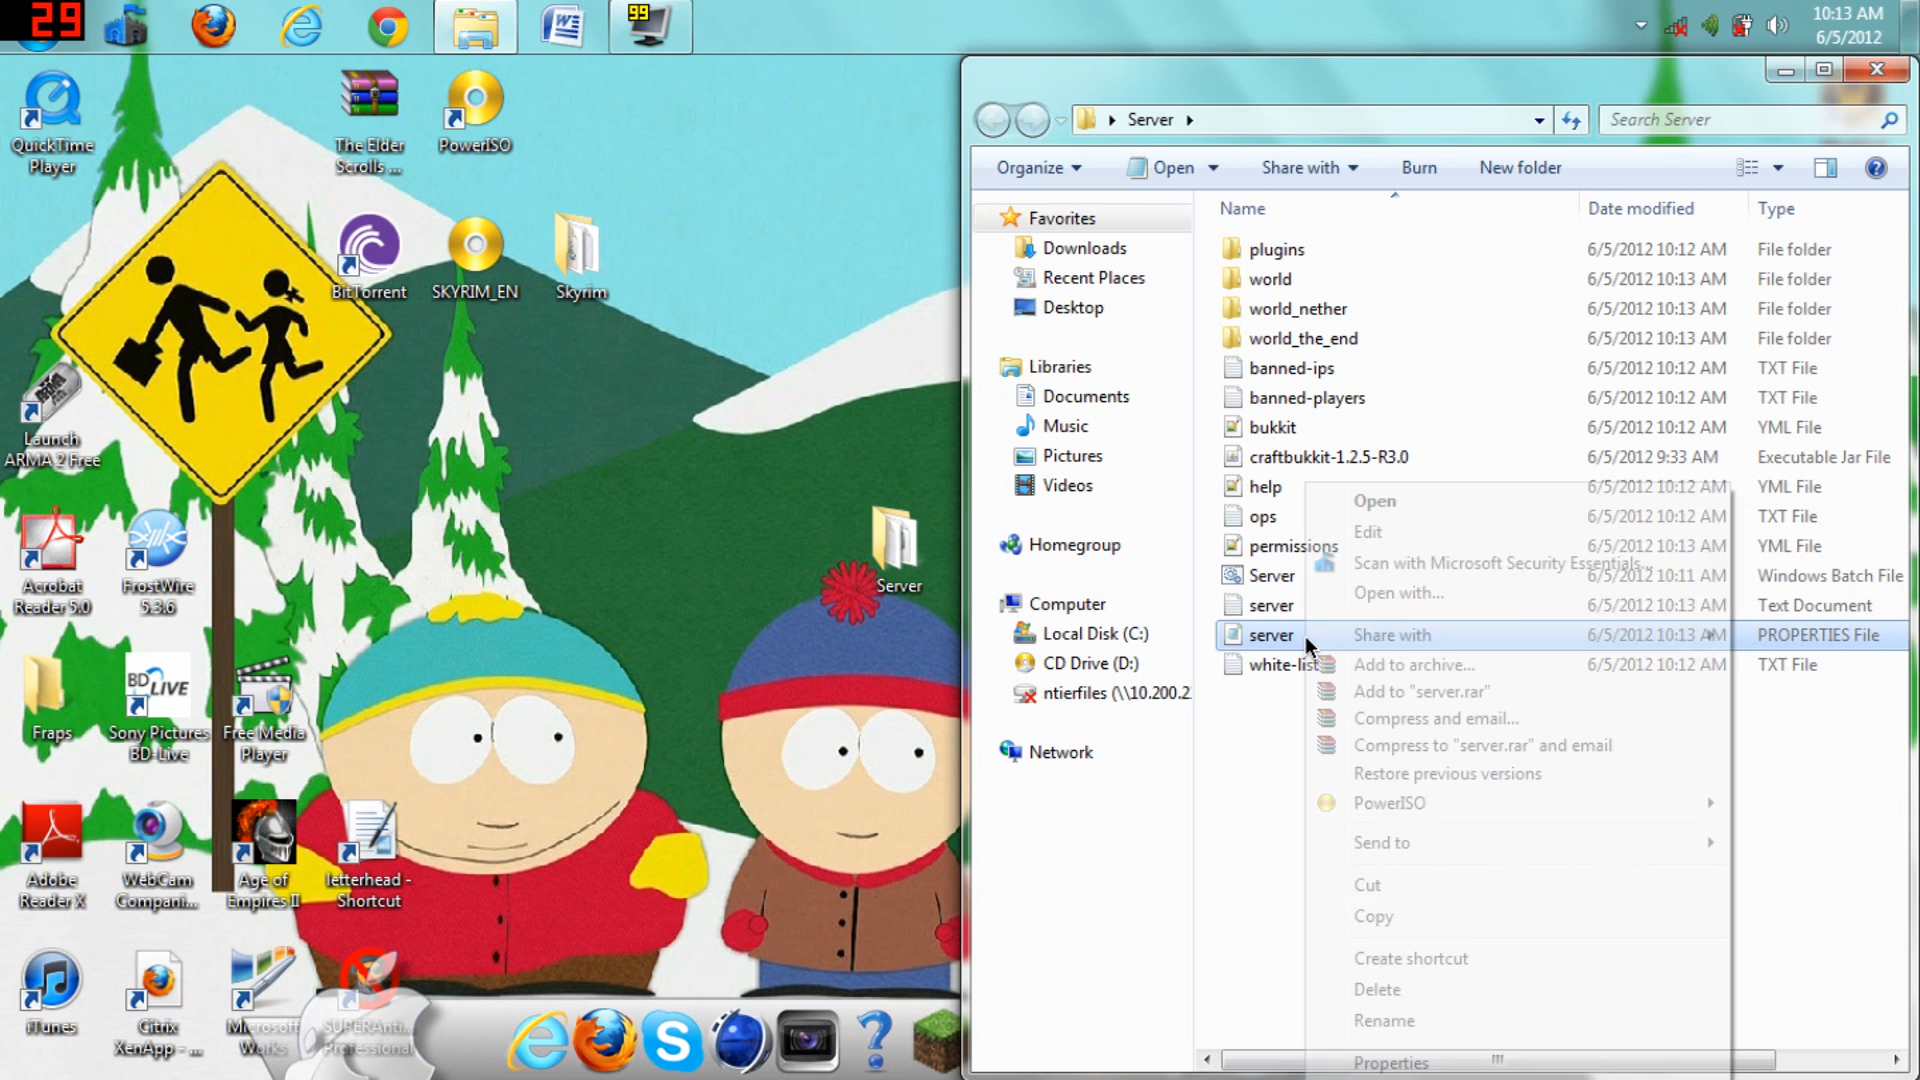 29
99
10:13 AM
6/5/2012
QuickTime
Player
The Elder
Scrolls ...
PowerISO
BitTorrent
SKYRIM_EN
Skyrim
Launch
ARMA 2 Free
Server
Acrobat
Reader 5.0
FrostWire
5.3.6
Fraps
BD LIVE
Sony Pictures
BD-Live
Free Media
Player
Adobe
Reader X
WebCam
Compani...
Age of
Empires II
letterhead -
Shortcut
iTunes
Citrix
XenApp - ...
Microsoft
Works
SUPERAnti...
Professional
Server
Search Server
Organize
Open
Share with
Burn
New folder
Favorites
Downloads
Recent Places
Desktop
Libraries
Documents
Music
Pictures
Videos
Homegroup
Computer
Local Disk (C:)
CD Drive (D:)
ntierfiles (\\10.200.2
Network
Name Date modified Type
plugins 6/5/2012 10:12 AM File folder
world 6/5/2012 10:13 AM File folder
world_nether 6/5/2012 10:13 AM File folder
world_the_end 6/5/2012 10:13 AM File folder
banned-ips 6/5/2012 10:12 AM TXT File
banned-players 6/5/2012 10:12 AM TXT File
bukkit 6/5/2012 10:12 AM YML File
craftbukkit-1.2.5-R3.0 6/5/2012 9:33 AM Executable Jar File
help 6/5/2012 10:12 AM YML File
ops 6/5/2012 10:12 AM TXT File
permissions 6/5/2012 10:13 AM YML File
Server 6/5/2012 10:11 AM Windows Batch File
server 6/5/2012 10:13 AM Text Document
server 6/5/2012 10:13 AM PROPERTIES File
white-list 6/5/2012 10:12 AM TXT File
Open
Edit
Scan with Microsoft Security Essentials...
Open with...
Share with
Add to archive...
Add to "server.rar"
Compress and email...
Compress to "server.rar" and email
Restore previous versions
PowerISO
Send to
Cut
Copy
Create shortcut
Delete
Rename
Properties